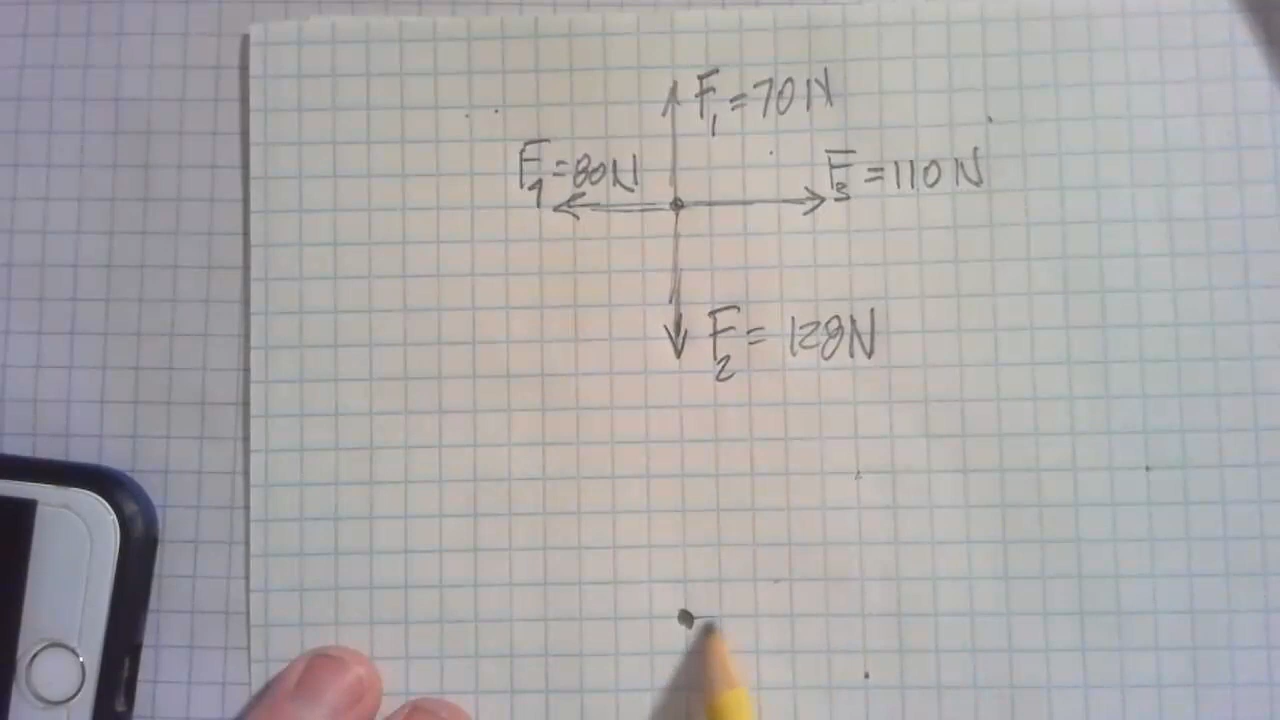 F₁ = 70 N
F₄ = 80 N
F₃ = 110 N
F₂ = 128 N